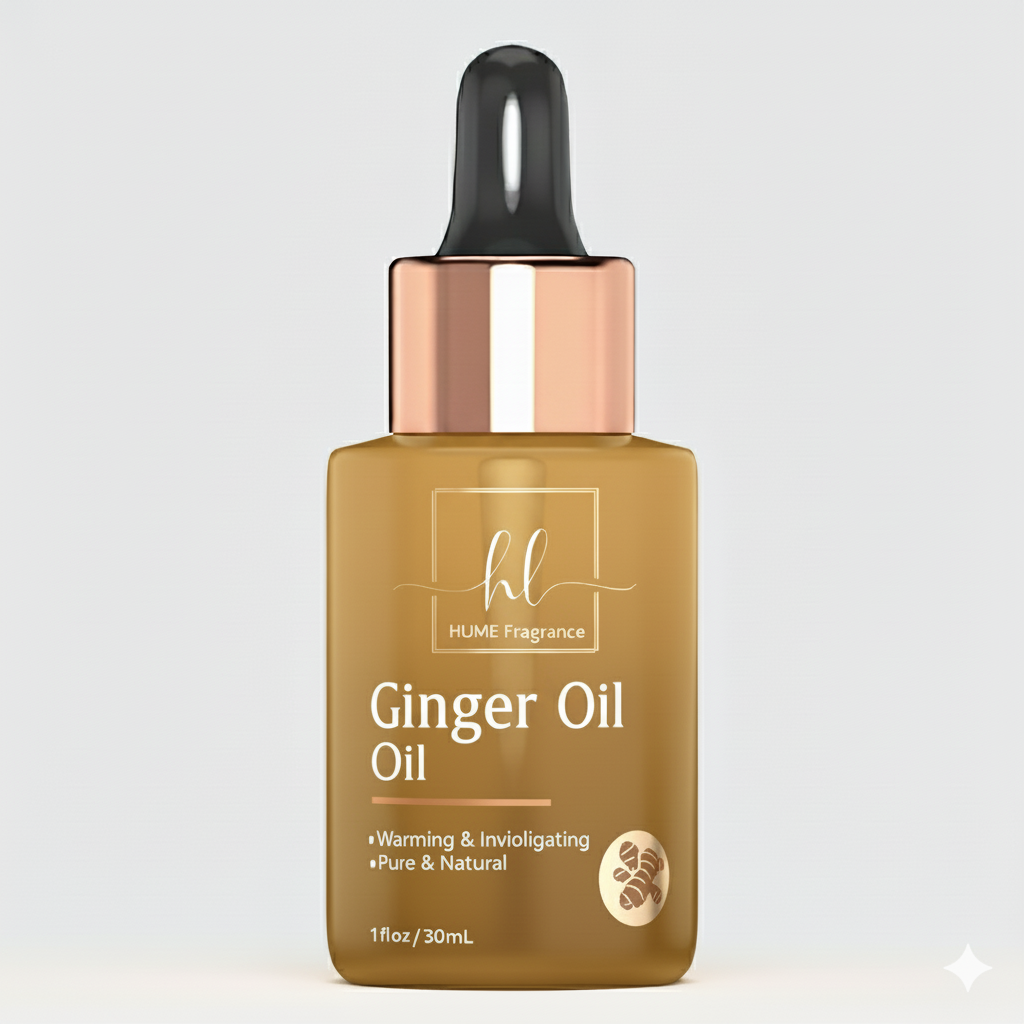 hl
HUME Fragrance
Ginger Oil
Oil
•Warming & Invioligating
•Pure & Natural
1floz/30mL